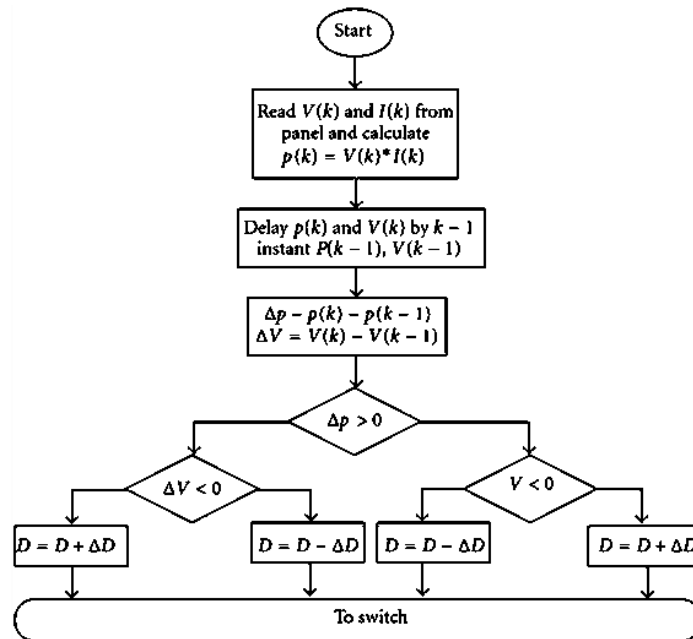 Start
Read V(k) and I(k) from
panel and calculate
p{k) = V(k}* I(k)
Delay p(k) and V(k} by k − 1
instant P(k − 1), V(k − 1)
Δp − p(k) − p(k − 1)
ΔV = V(k) − V(k − 1)
Δp > 0
ΔV < 0
V < 0
D = D + ΔD
D = D − ΔD
D = D − ΔD
D = D + ΔD
To switch